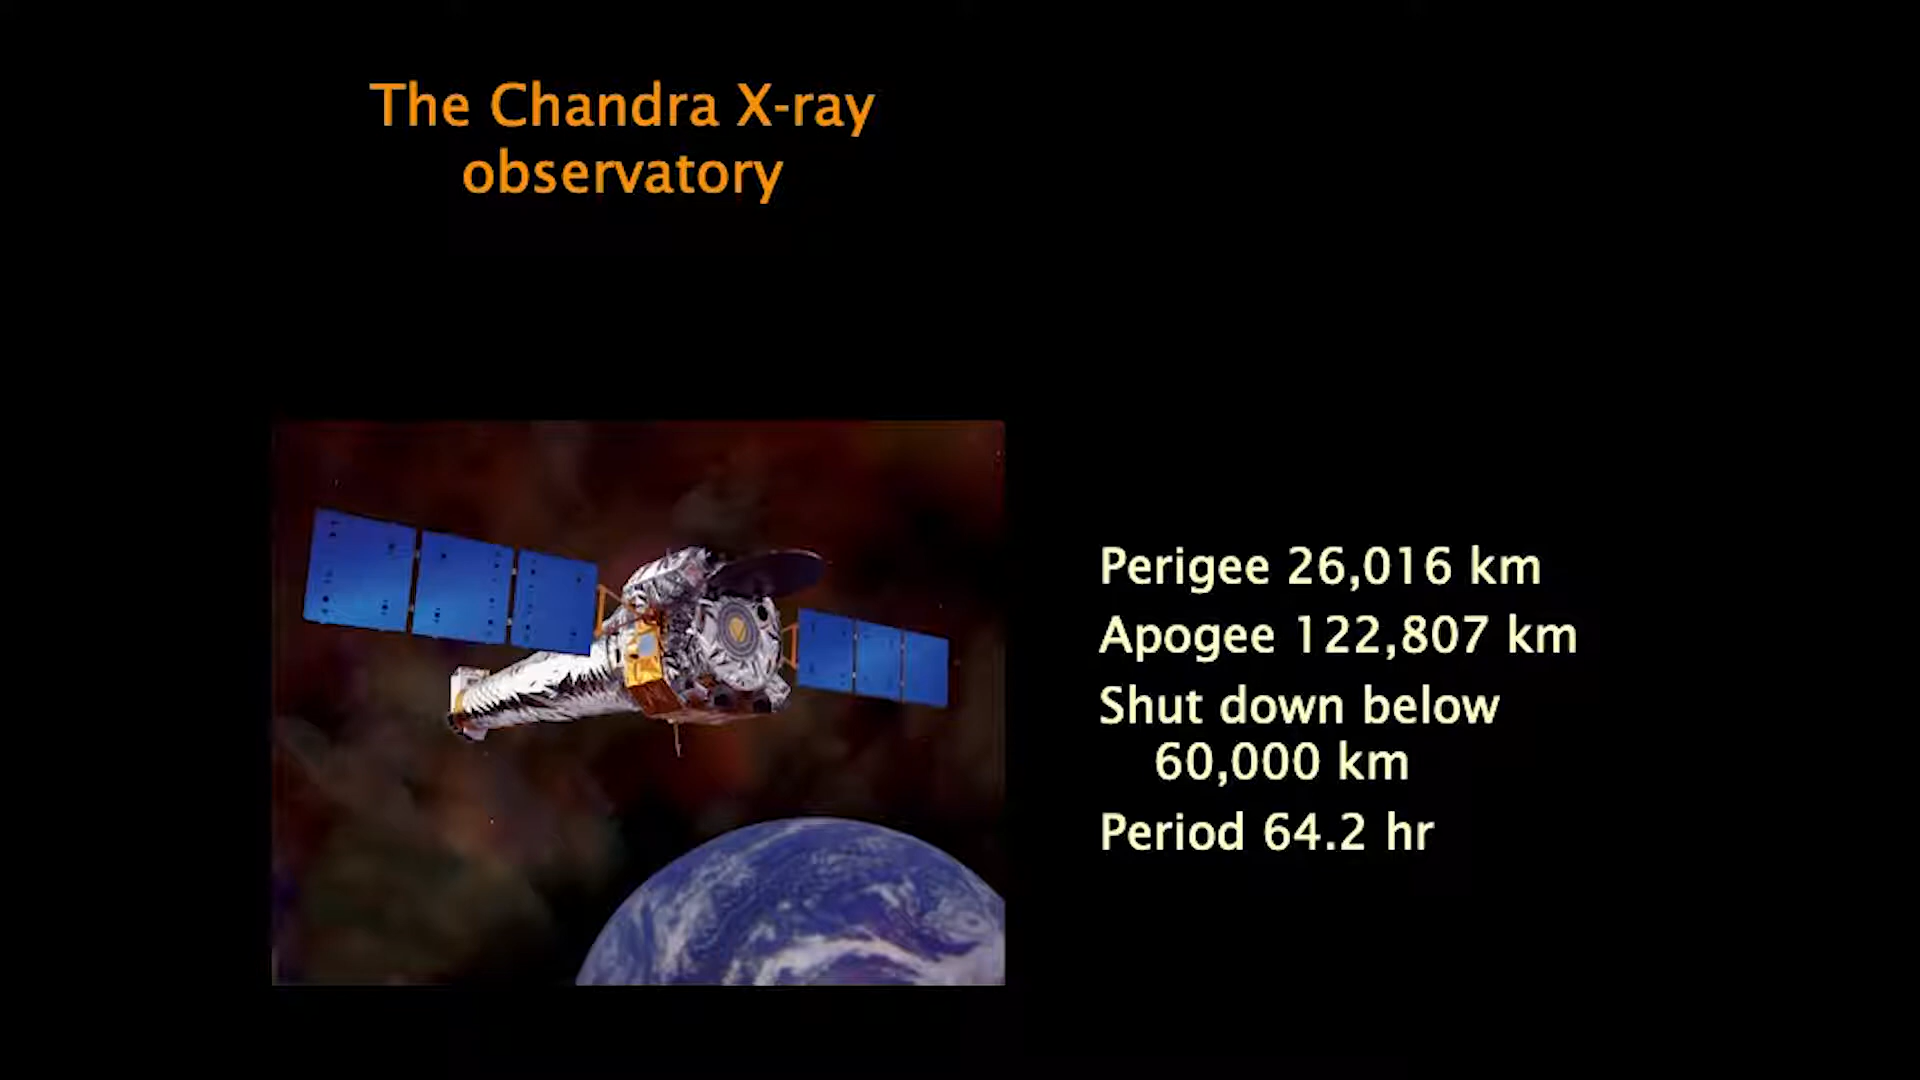 The Chandra X-ray
observatory
Perigee 26,016 km
Apogee 122,807 km
Shut down below
60,000 km
Period 64.2 hr